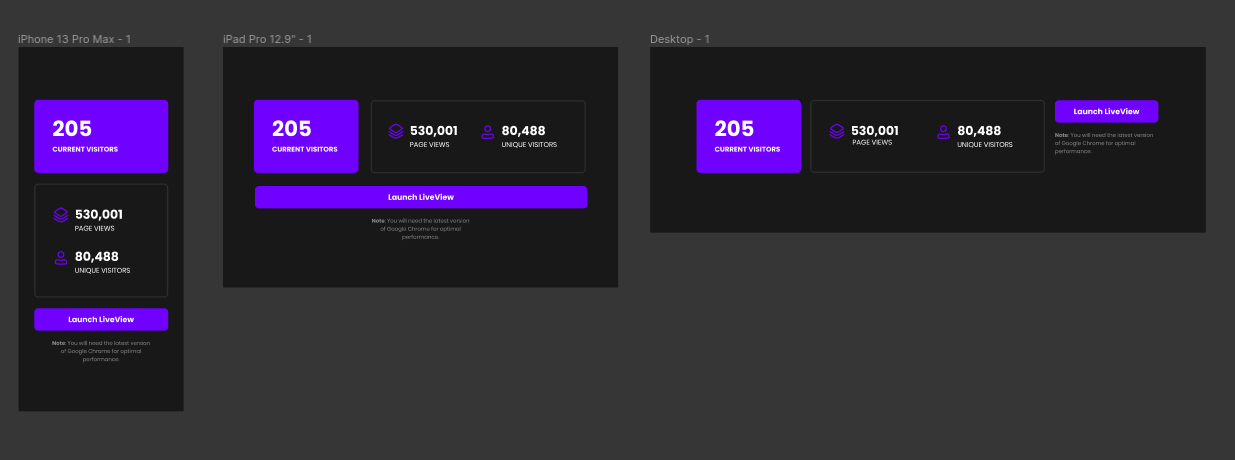 iPhone 13 Pro Max - 1
205
CURRENT VISITORS
530,001
PAGE VIEWS
80,488
UNIQUE VISITORS
Launch LiveView
Note: You will need the latest version
of Google Chrome for optimal
performance.
iPad Pro 12.9" - 1
205
CURRENT VISITORS
530,001
PAGE VIEWS
80,488
UNIQUE VISITORS
Launch LiveView
Note: You will need the latest version
of Google Chrome for optimal
performance.
Desktop - 1
205
CURRENT VISITORS
530,001
PAGE VIEWS
80,488
UNIQUE VISITORS
Launch LiveView
Note: You will need the latest version
of Google Chrome for optimal
performance.